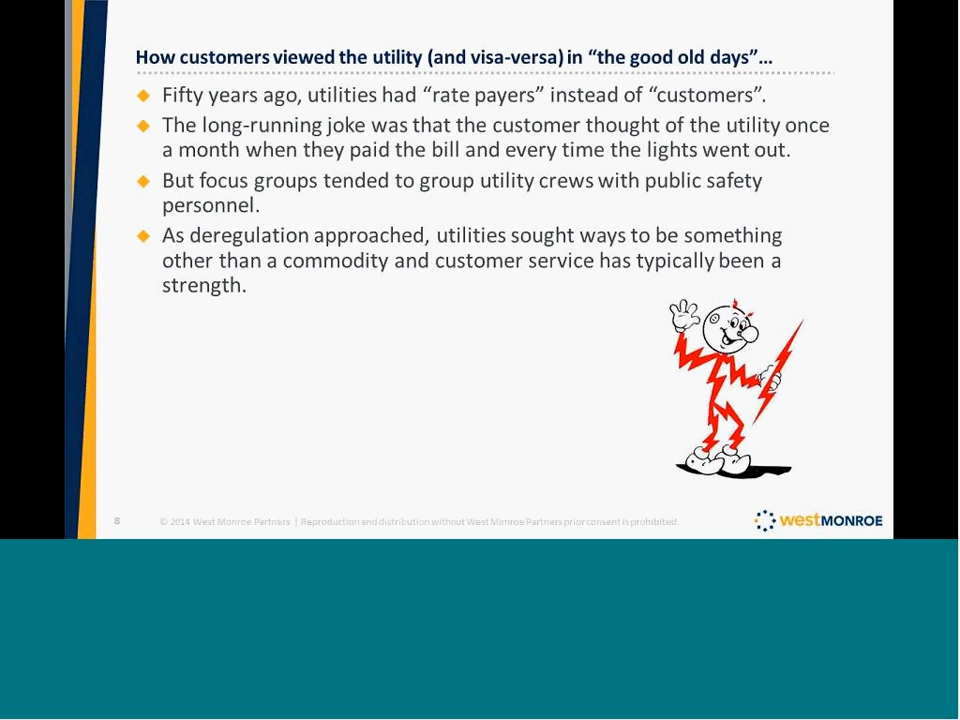 How customers viewed the utility (and visa-versa) in “the good old days”…
Fifty years ago, utilities had “rate payers” instead of “customers”.
The long-running joke was that the customer thought of the utility once
a month when they paid the bill and every time the lights went out.
But focus groups tended to group utility crews with public safety
personnel.
As deregulation approached, utilities sought ways to be something
other than a commodity and customer service has typically been a
strength.
8 © 2014 West Monroe Partners | Reproduction and distribution without West Monroe Partners prior consent is prohibited.
westMONROE